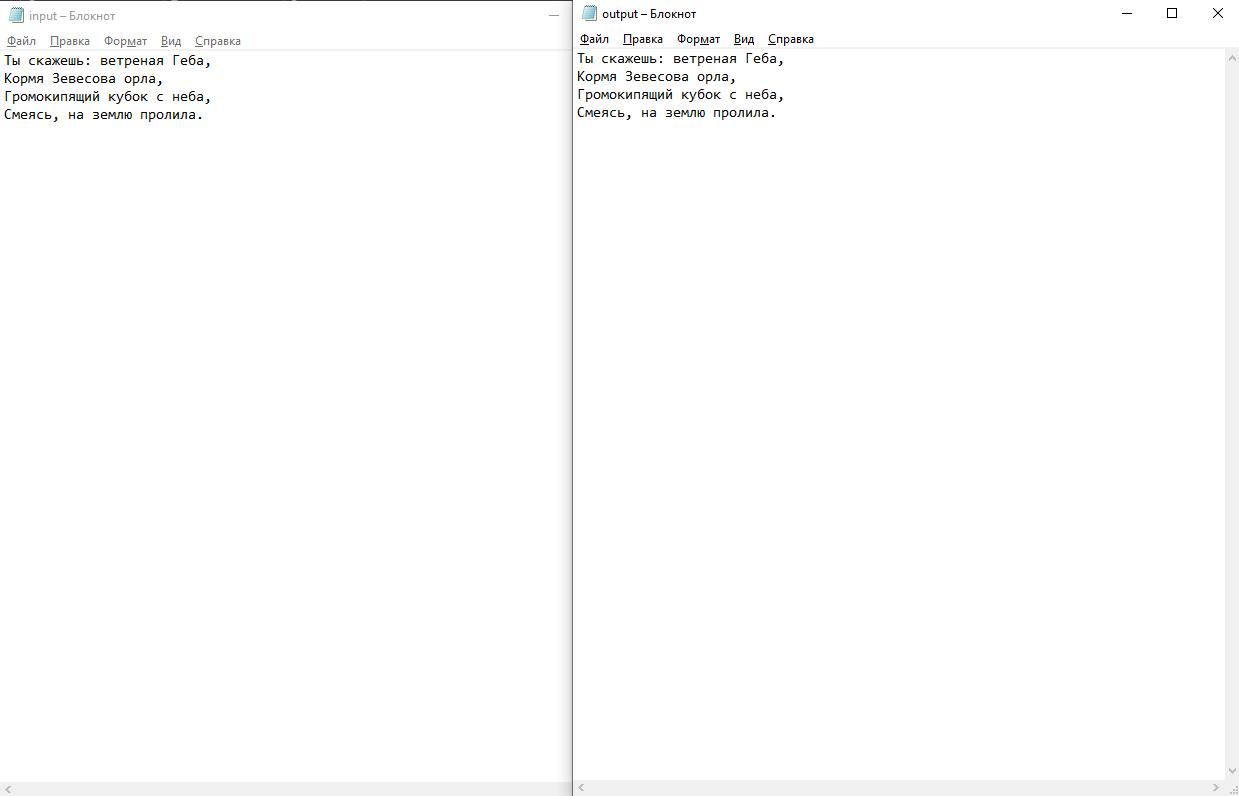 input – Блокнот
Файл Правка Формат Вид Справка
Ты скажешь: ветреная Геба,
Кормя Зевесова орла,
Громокипящий кубок с неба,
Смеясь, на землю пролила.
output – Блокнот
Файл Правка Формат Вид Справка
Ты скажешь: ветреная Геба,
Кормя Зевесова орла,
Громокипящий кубок с неба,
Смеясь, на землю пролила.